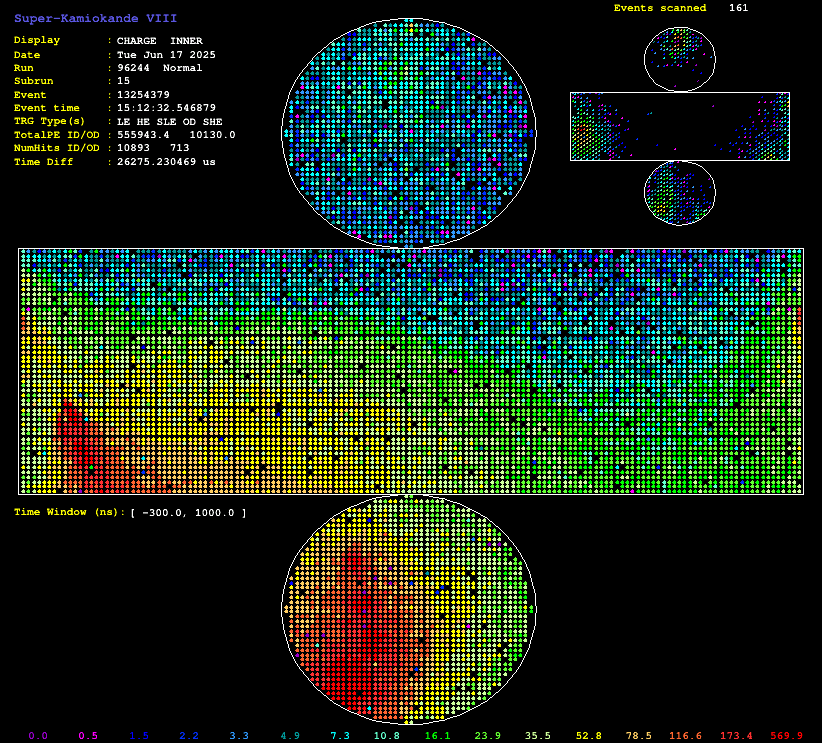 Super-Kamiokande VIII
Events scanned 161
Display : CHARGE INNER
Date : Tue Jun 17 2025
Run : 96244 Normal
Subrun : 15
Event : 13254379
Event time : 15:12:32.546879
TRG Type(s) : LE HE SLE OD SHE
TotalPE ID/OD : 555943.4 10130.0
NumHits ID/OD : 10893 713
Time Diff : 26275.230469 us
Time Window (ns): [ -300.0, 1000.0 ]
0.0 0.5 1.5 2.2 3.3 4.9 7.3 10.8 16.1 23.9 35.5 52.8 78.5 116.6 173.4 569.9